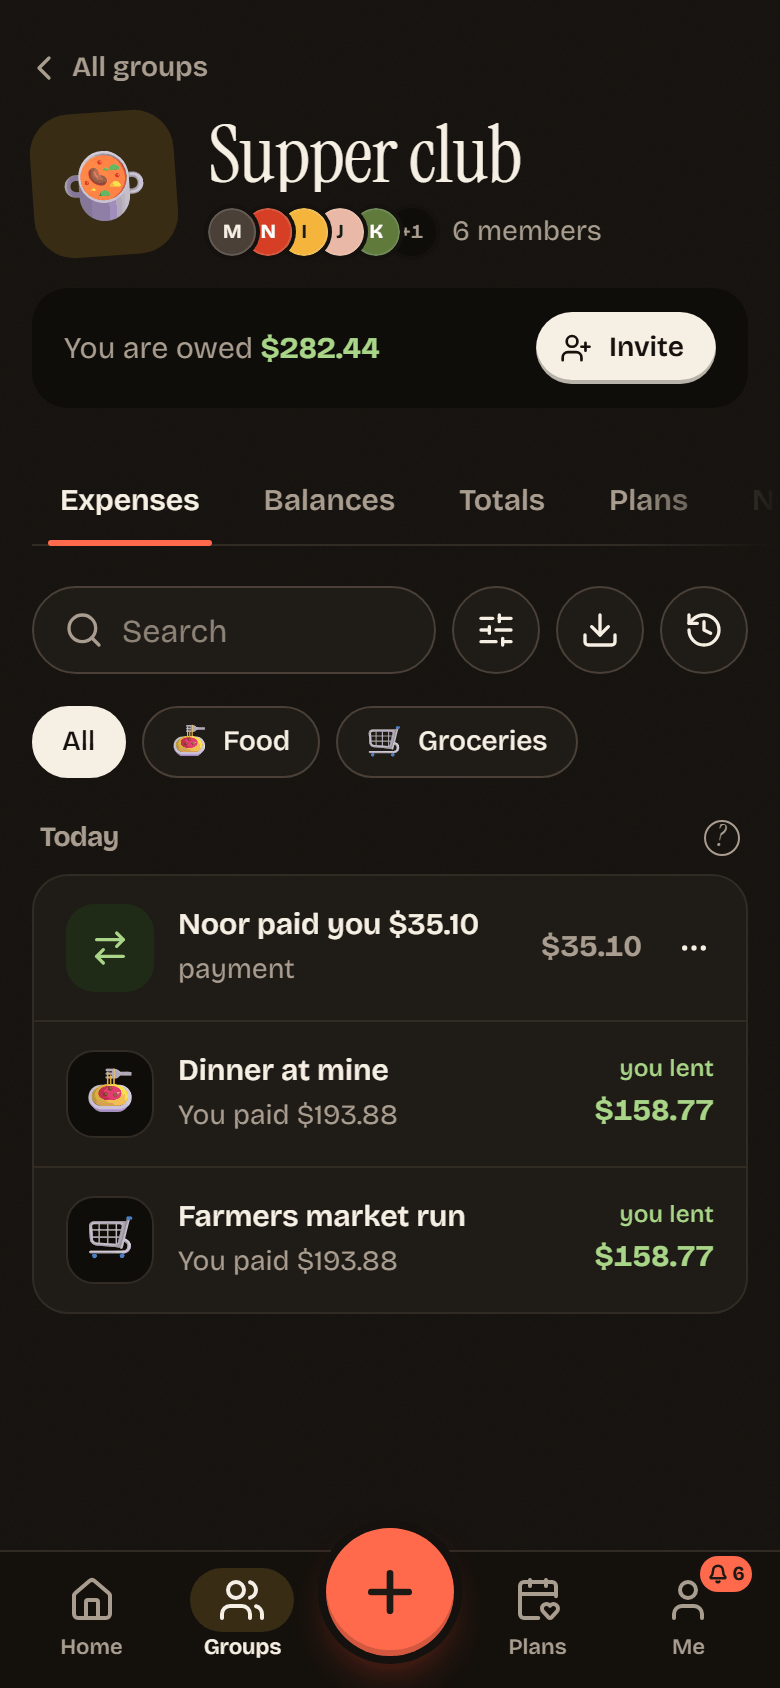 All groups
Supper club
M N I J K +1 6 members
You are owed $282.44
Invite
Expenses Balances Totals Plans N
Search
All Food Groceries
Today ?
Noor paid you $35.10
payment
$35.10
Dinner at mine
You paid $193.88
you lent
$158.77
Farmers market run
You paid $193.88
you lent
$158.77
Home Groups Plans Me
6